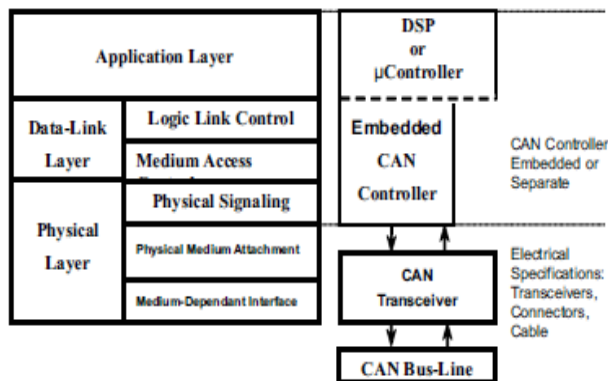 Application Layer
Data-Link
Layer
Logic Link Control
Medium Access
Physical
Layer
Physical Signaling
Physical Medium Attachment
Medium-Dependant Interface
DSP
or
µController
Embedded
CAN
Controller
CAN
Transceiver
CAN Bus-Line
CAN Controller
Embedded or
Separate
Electrical
Specifications:
Transceivers,
Connectors,
Cable